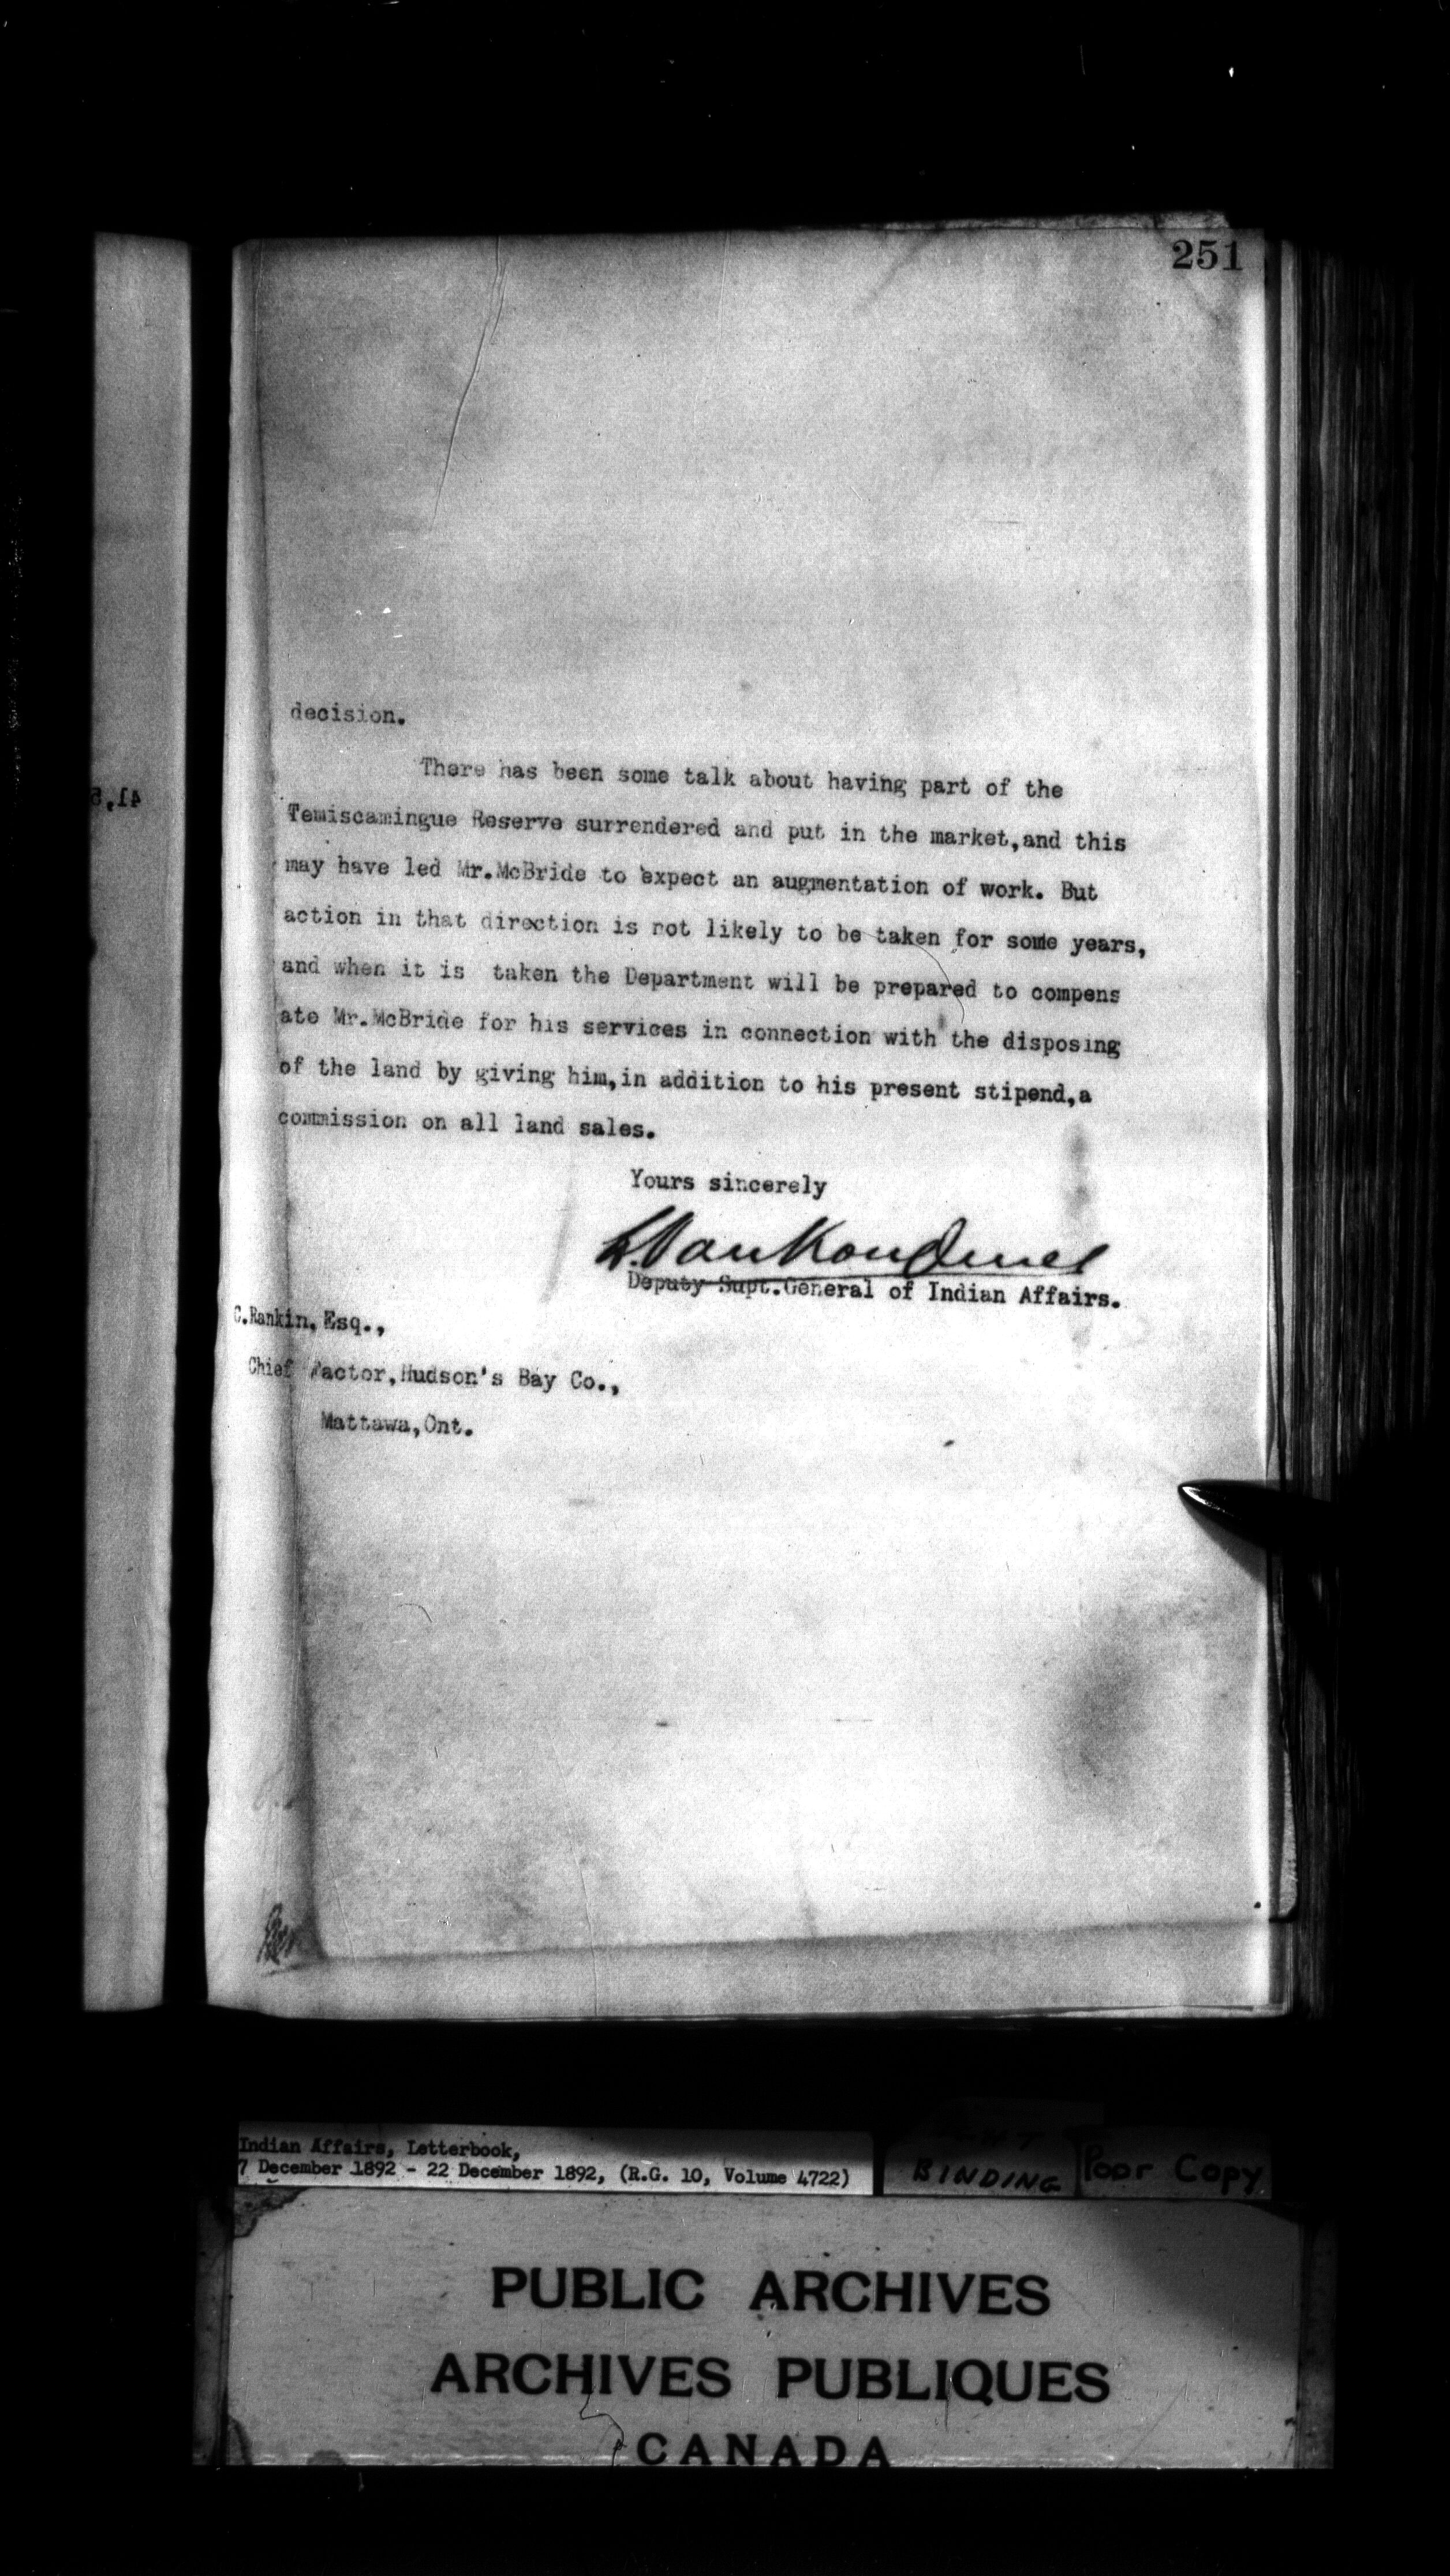 251
decision.
There has been some talk about having part of the
Temiscamingue Reserve surrendered and put in the market,and this
may have led Mr.McBride to expect an augmentation of work. But
action in that direction is not likely to be taken for some years,
and when it is taken the Department will be prepared to compens
ate Mr.McBride for his services in connection with the disposing
of the land by giving him,in addition to his present stipend,a
commission on all land sales.
Yours sincerely
L. VanKoughnet
Deputy Supt.General of Indian Affairs.
C.Rankin, Esq.,
Chief Factor,Hudson's Bay Co.,
Mattawa,Ont.
Indian Affairs, Letterbook,
7 December 1892 - 22 December 1892, (R.G. 10, Volume 4722)
BINDING
Poor Copy
PUBLIC ARCHIVES
ARCHIVES PUBLIQUES
CANADA